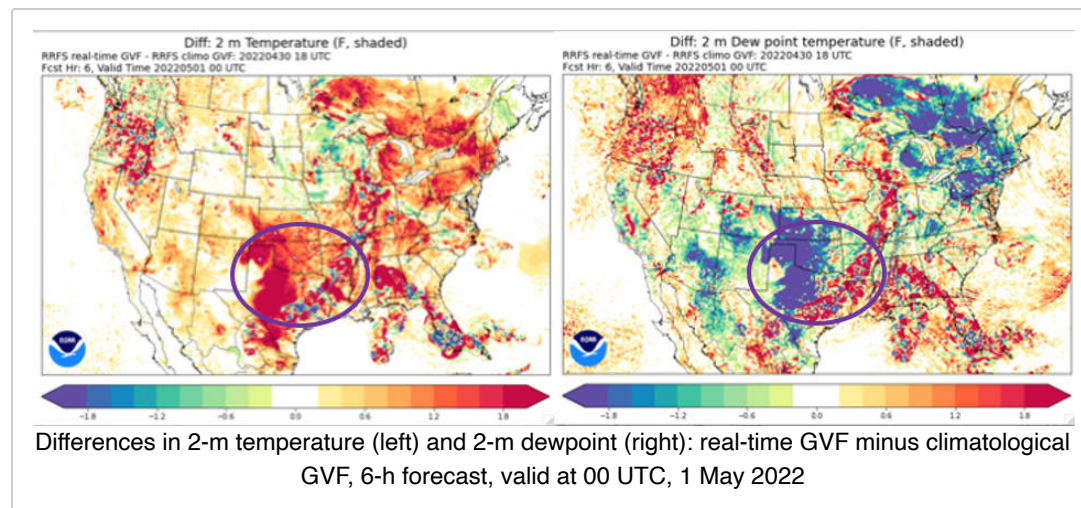 Diff: 2 m Temperature (F, shaded)
RRFS real-time GVF - RRFS climo GVF: 20220430 18 UTC
Fcst Hr: 6, Valid Time 20220501 00 UTC
-1.8 -1.2 -0.6 0.0 0.6 1.2 1.8
Diff: 2 m Dew point temperature (F, shaded)
RRFS real-time GVF - RRFS climo GVF: 20220430 18 UTC
Fcst Hr: 6, Valid Time 20220501 00 UTC
-1.8 -1.2 -0.6 0.0 0.6 1.2 1.8
Differences in 2-m temperature (left) and 2-m dewpoint (right): real-time GVF minus climatological
GVF, 6-h forecast, valid at 00 UTC, 1 May 2022